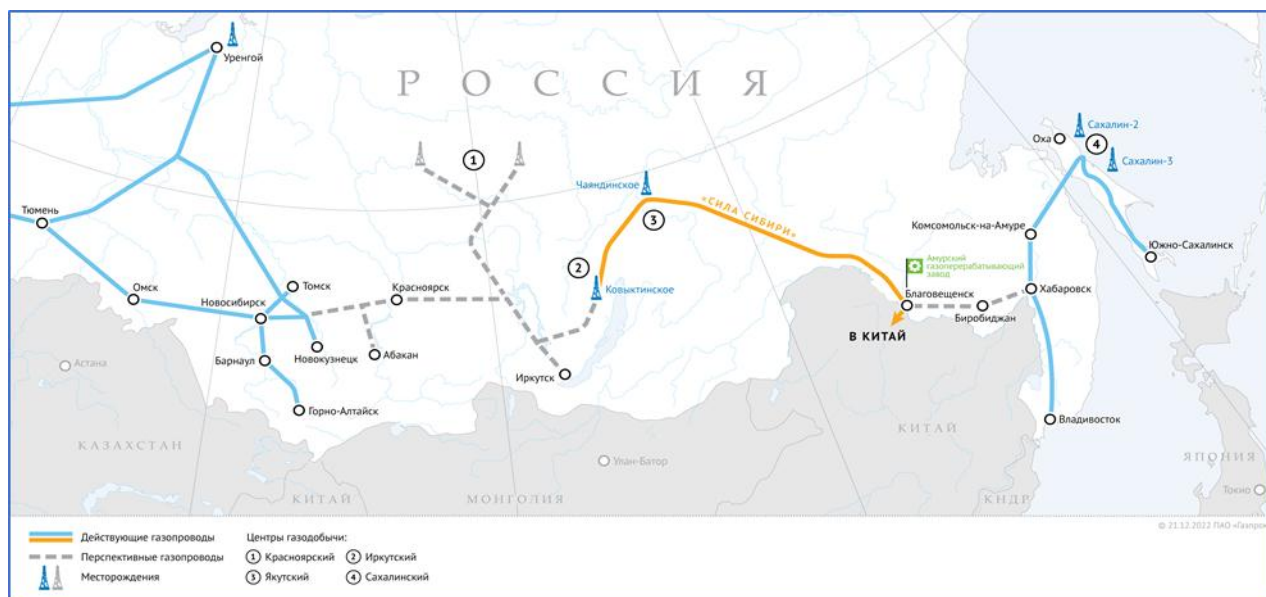 Уренгой
РОССИЯ
Оха
Сахалин-2
4
Сахалин-3
1
Чаяндинское
3
«СИЛА СИБИРИ»
Тюмень
Комсомольск-на-Амуре
Южно-Сахалинск
2
Ковыктинское
Амурский
газоперерабатывающий
завод
Омск
Новосибирск
Томск
Красноярск
Благовещенск
Хабаровск
Биробиджан
В КИТАЙ
Астана
Барнаул
Новокузнецк
Абакан
Иркутск
Горно-Алтайск
Владивосток
КАЗАХСТАН
КИТАЙ
Улан-Батор
ЯПОНИЯ
КИТАЙ
МОНГОЛИЯ
КНДР
Токио
© 21.12.2022 ПАО «Газпром
Действующие газопроводы
Центры газодобычи:
Перспективные газопроводы
1 Красноярский 2 Иркутский
Месторождения
3 Якутский 4 Сахалинский